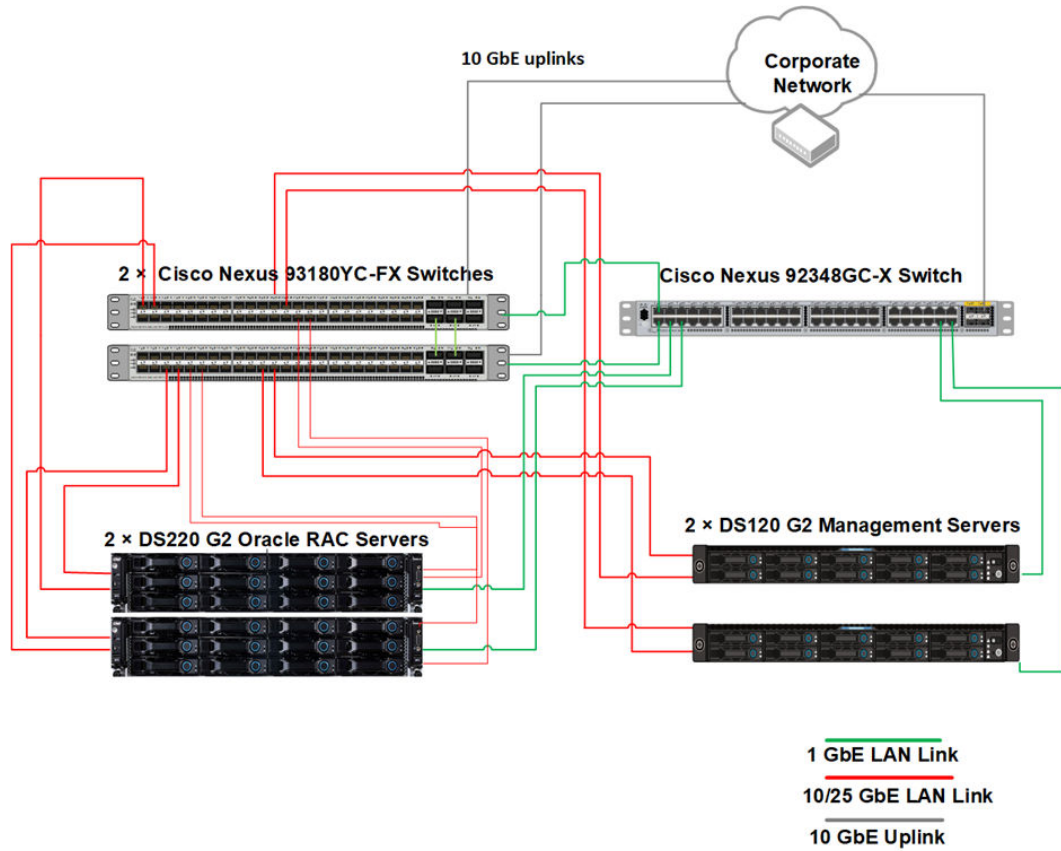 10 GbE uplinks
Corporate
Network
2 × Cisco Nexus 93180YC-FX Switches
Cisco Nexus 92348GC-X Switch
2 × DS220 G2 Oracle RAC Servers
2 × DS120 G2 Management Servers
1 GbE LAN Link
10/25 GbE LAN Link
10 GbE Uplink